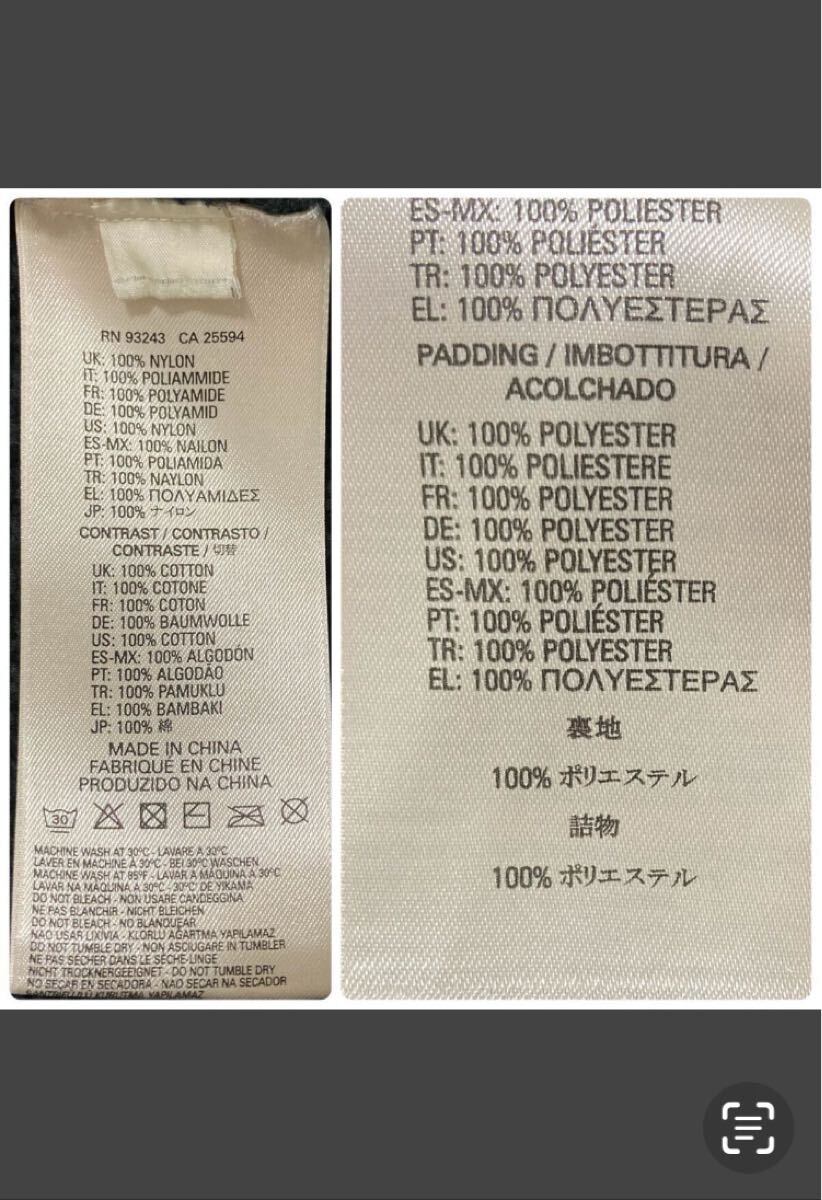 RN 93243 CA 25594
UK: 100% NYLON
IT: 100% POLIAMMIDE
FR: 100% POLYAMIDE
DE: 100% POLYAMID
US: 100% NYLON
ES-MX: 100% NAILON
PT: 100% POLIAMIDA
TR: 100% NAYLON
EL: 100% ΠΟΛΥΑΜΙΔΕΣ
JP: 100% ナイロン
CONTRAST / CONTRASTO /
CONTRASTE / 切替
UK: 100% COTTON
IT: 100% COTONE
FR: 100% COTON
DE: 100% BAUMWOLLE
US: 100% COTTON
ES-MX: 100% ALGODÓN
PT: 100% ALGODÃO
TR: 100% PAMUKLU
EL: 100% BAMBAKI
JP: 100% 綿
MADE IN CHINA
FABRIQUÉ EN CHINE
PRODUZIDO NA CHINA
30
MACHINE WASH AT 30°C - LAVARE A 30°C
LAVER EN MACHINE À 30°C - BEI 30°C WASCHEN
MACHINE WASH AT 85°F - LAVAR A MÁQUINA A 30°C
LAVAR NA MÁQUINA A 30°C - 30°C' DE YIKAMA
DO NOT BLEACH - NON USARE CANDEGGINA
NE PAS BLANCHIR - NICHT BLEICHEN
DO NOT BLEACH - NO BLANQUEAR
NÃO USAR LIXÍVIA - KLORLU AĞARTMA YAPILAMAZ
DO NOT TUMBLE DRY - NON ASCIUGARE IN TUMBLER
NE PAS SÉCHER DANS LE SÈCHE-LINGE
NICHT TROCKNERGEEIGNET - DO NOT TUMBLE DRY
NO SECAR EN SECADORA - NÃO SECAR NA SECADOR
KURUTMA YAPILAMAZ
ES-MX: 100% POLIÉSTER
PT: 100% POLIÉSTER
TR: 100% POLYESTER
EL: 100% ΠΟΛΥΕΣΤΕΡΑΣ
PADDING / IMBOTTITURA /
ACOLCHADO
UK: 100% POLYESTER
IT: 100% POLIESTERE
FR: 100% POLYESTER
DE: 100% POLYESTER
US: 100% POLYESTER
ES-MX: 100% POLIÉSTER
PT: 100% POLIÉSTER
TR: 100% POLYESTER
EL: 100% ΠΟΛΥΕΣΤΕΡΑΣ
裏地
100% ポリエステル
詰物
100% ポリエステル